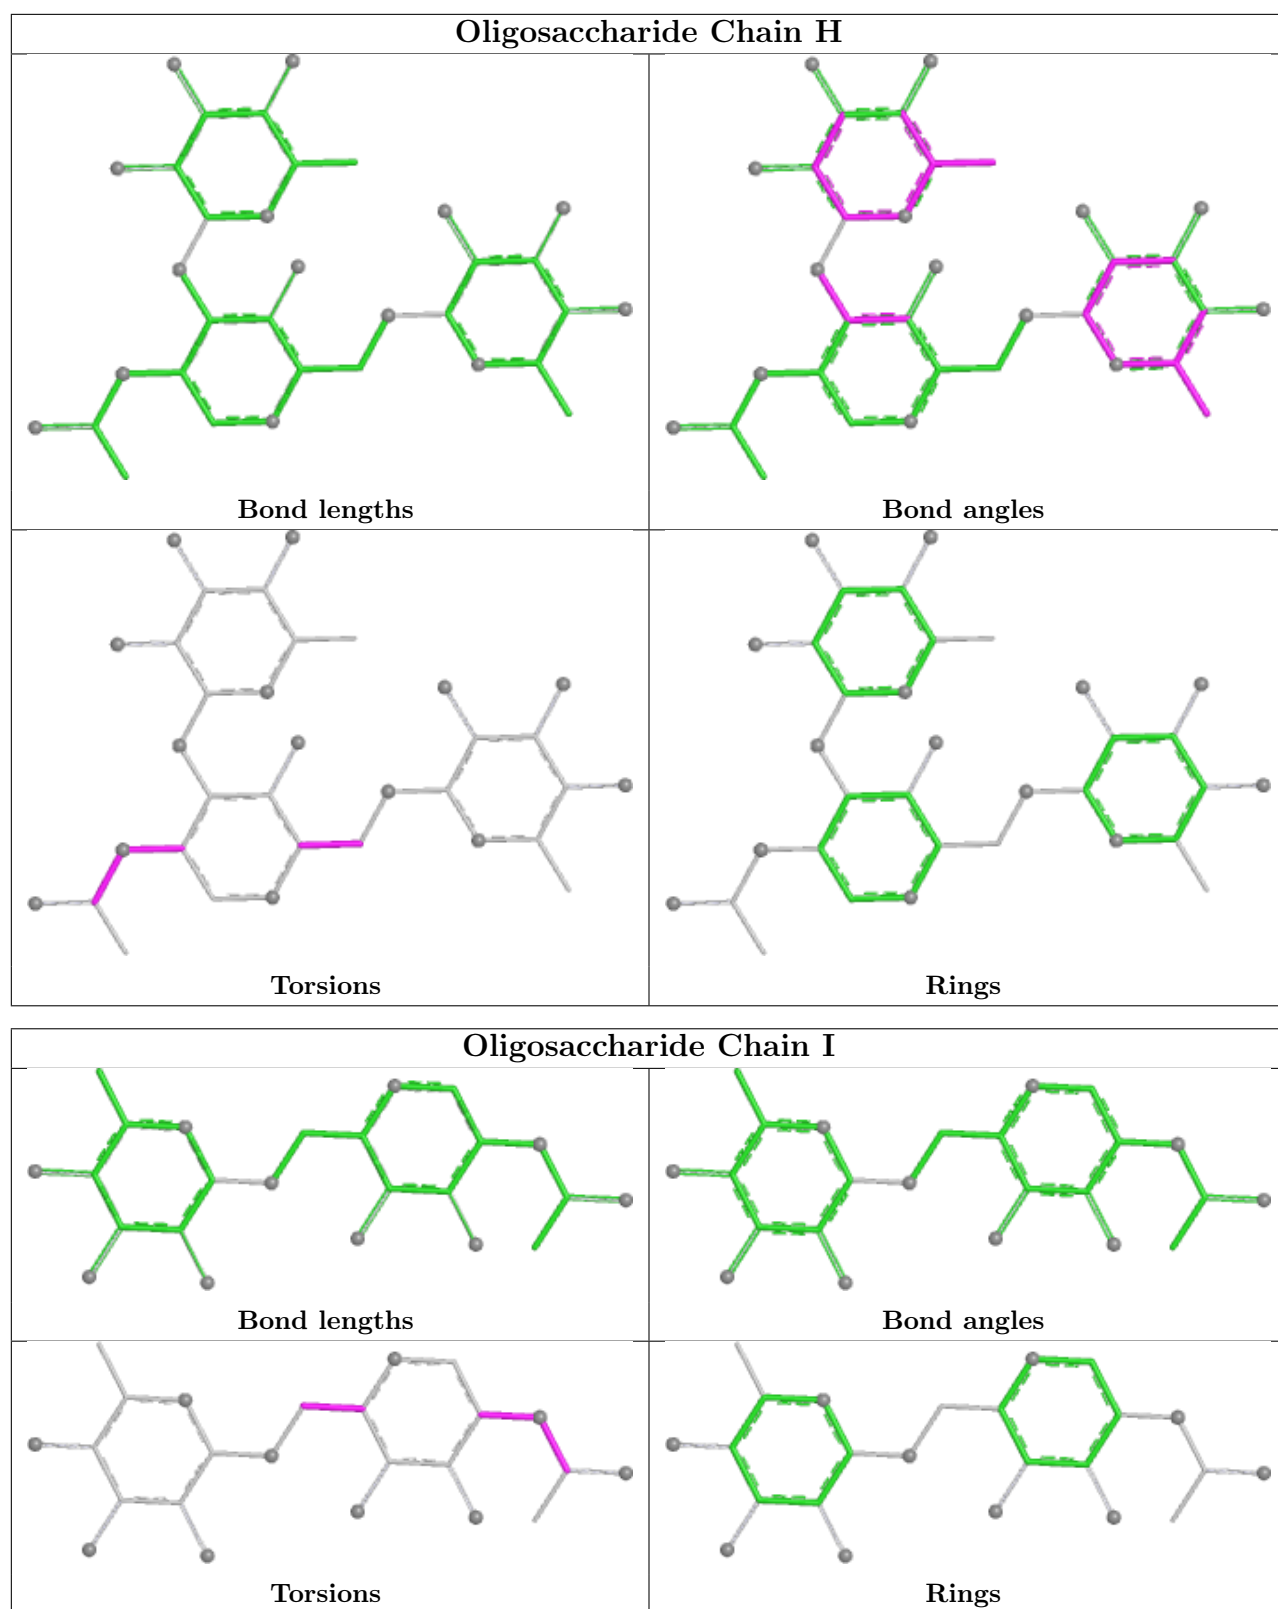 Oligosaccharide Chain H
Bond lengths
Bond angles
Torsions
Rings
Oligosaccharide Chain I
Bond lengths
Bond angles
Torsions
Rings